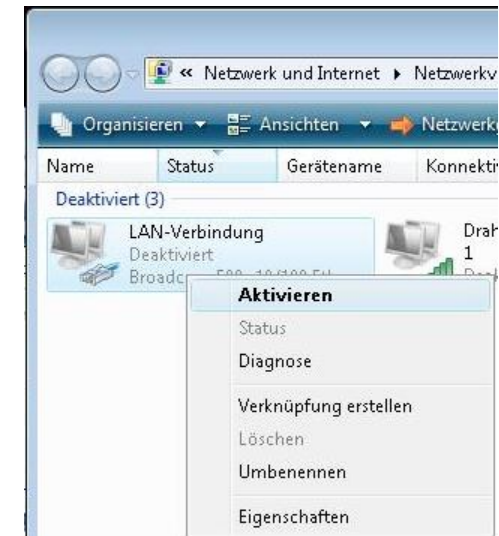 « Netzwerk und Internet ▸ Netzwerkv
Organisieren Ansichten Netzwerk
Name Status Gerätename Konnekti
Deaktiviert (3)
LAN-Verbindung
Deaktiviert
Broadc
Drah
1
Aktivieren
Status
Diagnose
Verknüpfung erstellen
Löschen
Umbenennen
Eigenschaften